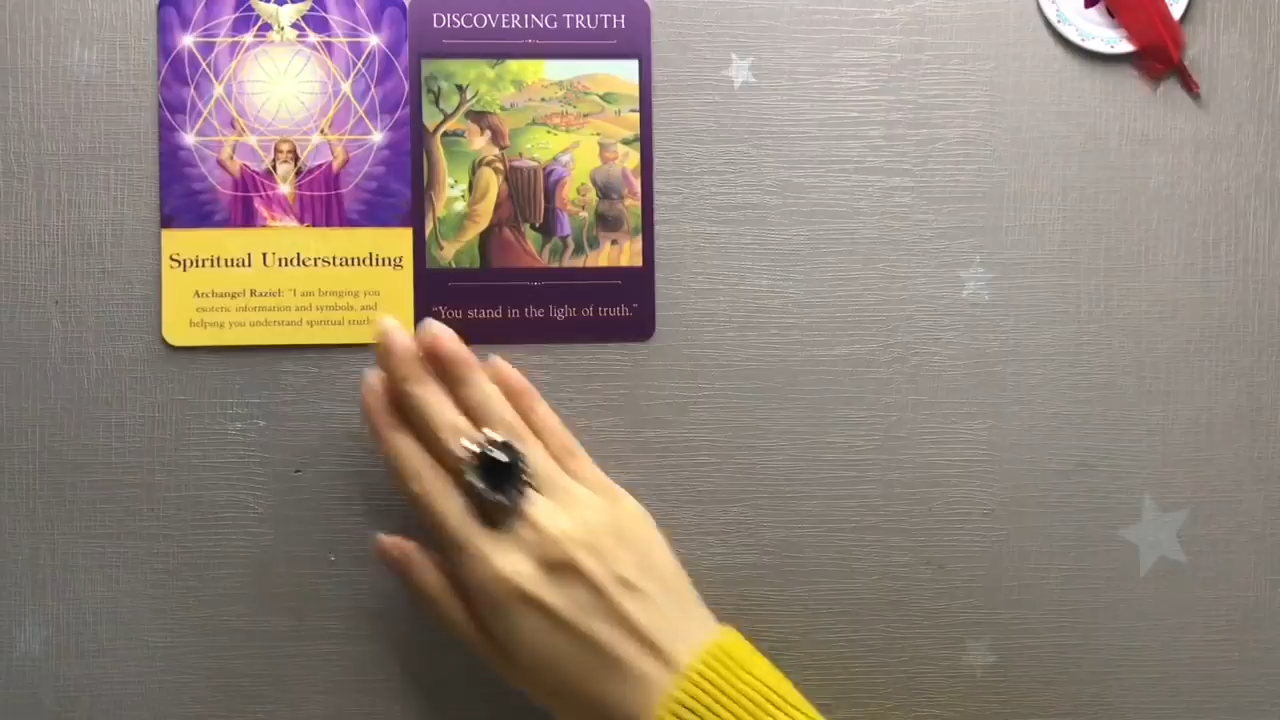 Spiritual Understanding
Archangel Raziel: "I am bringing you
esoteric information and symbols, and
helping you understand spiritual
DISCOVERING TRUTH
"You stand in the light of truth."